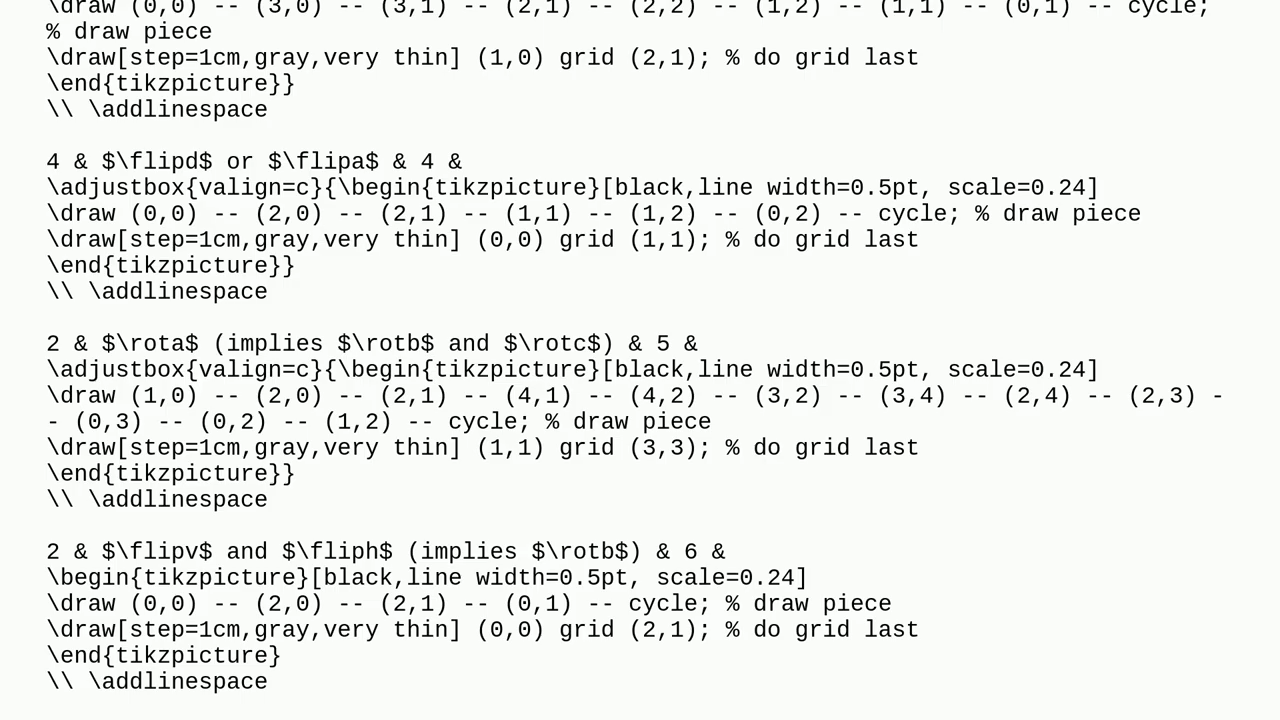 \draw (0,0) -- (3,0) -- (3,1) -- (2,1) -- (2,2) -- (1,2) -- (1,1) -- (0,1) -- cycle;
% draw piece
\draw[step=1cm,gray,very thin] (1,0) grid (2,1); % do grid last
\end{tikzpicture}}
\\ \addlinespace
4 & $\flipd$ or $\flipa$ & 4 &
\adjustbox{valign=c}{\begin{tikzpicture}[black,line width=0.5pt, scale=0.24]
\draw (0,0) -- (2,0) -- (2,1) -- (1,1) -- (1,2) -- (0,2) -- cycle; % draw piece
\draw[step=1cm,gray,very thin] (0,0) grid (1,1); % do grid last
\end{tikzpicture}}
\\ \addlinespace
2 & $\rota$ (implies $\rotb$ and $\rotc$) & 5 &
\adjustbox{valign=c}{\begin{tikzpicture}[black,line width=0.5pt, scale=0.24]
\draw (1,0) -- (2,0) -- (2,1) -- (4,1) -- (4,2) -- (3,2) -- (3,4) -- (2,4) -- (2,3) -
- (0,3) -- (0,2) -- (1,2) -- cycle; % draw piece
\draw[step=1cm,gray,very thin] (1,1) grid (3,3); % do grid last
\end{tikzpicture}}
\\ \addlinespace
2 & $\flipv$ and $\fliph$ (implies $\rotb$) & 6 &
\begin{tikzpicture}[black,line width=0.5pt, scale=0.24]
\draw (0,0) -- (2,0) -- (2,1) -- (0,1) -- cycle; % draw piece
\draw[step=1cm,gray,very thin] (0,0) grid (2,1); % do grid last
\end{tikzpicture}
\\ \addlinespace